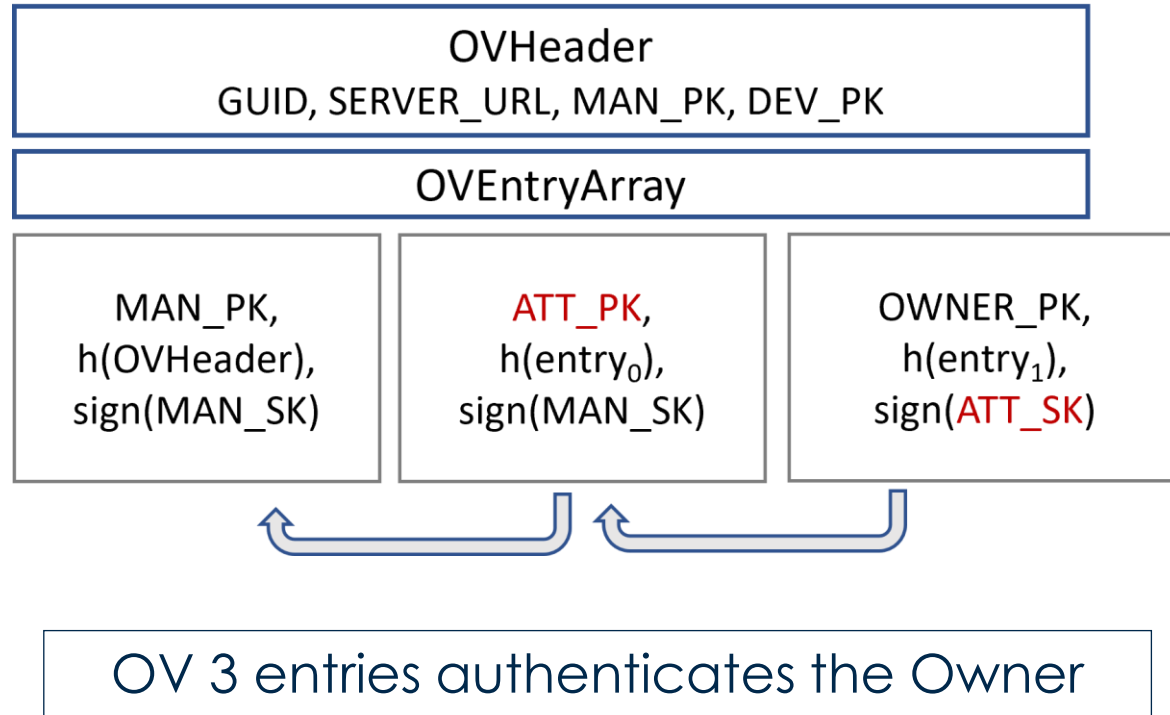 OVHeader
GUID, SERVER_URL, MAN_PK, DEV_PK
OVEntryArray
MAN_PK,
h(OVHeader),
sign(MAN_SK)
ATT_PK,
h(entry₀),
sign(MAN_SK)
OWNER_PK,
h(entry₁),
sign(ATT_SK)
OV 3 entries authenticates the Owner